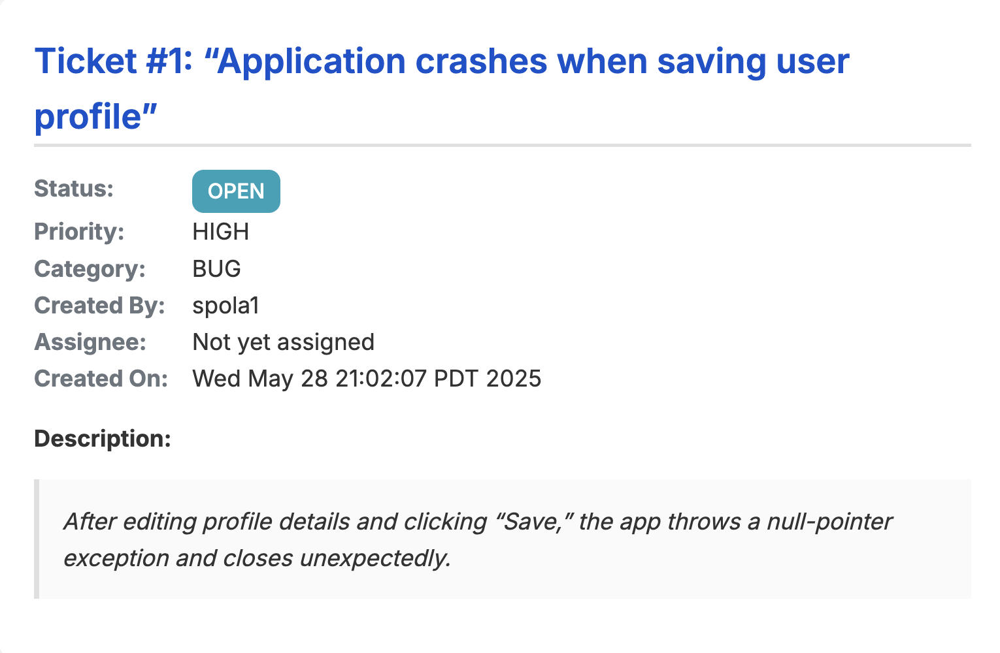 Ticket #1: “Application crashes when saving user
profile”
Status: OPEN
Priority: HIGH
Category: BUG
Created By: spola1
Assignee: Not yet assigned
Created On: Wed May 28 21:02:07 PDT 2025
Description:
After editing profile details and clicking “Save,” the app throws a null-pointer
exception and closes unexpectedly.